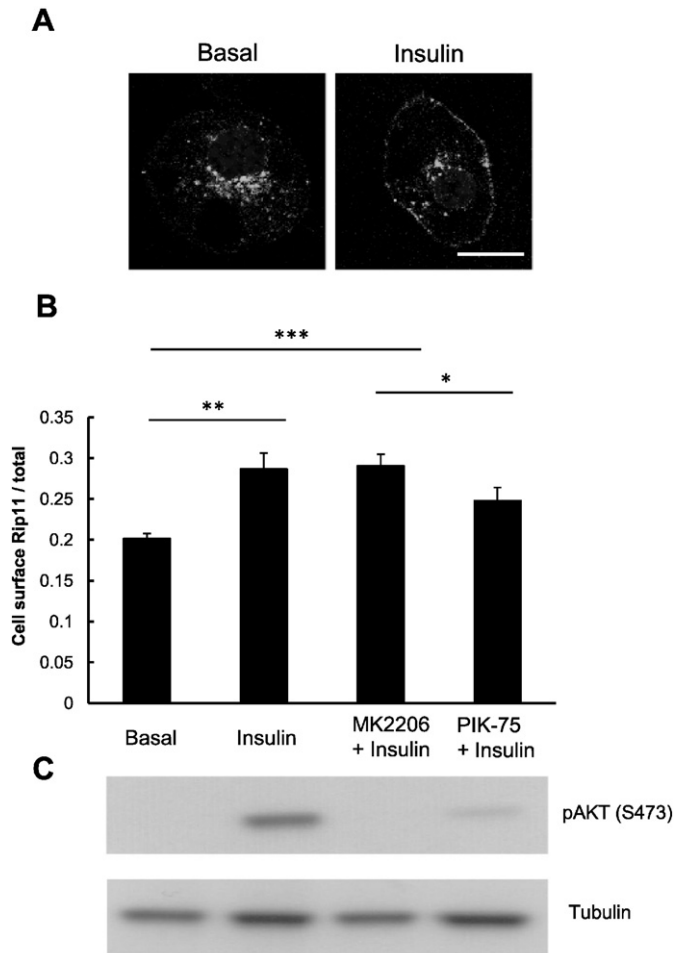 A
Basal Insulin
B
***
**
*
Cell surface Rip11 / total
0.35
0.3
0.25
0.2
0.15
0.1
0.05
0
Basal Insulin MK2206 PIK-75
+ Insulin + Insulin
C
pAKT (S473)
Tubulin